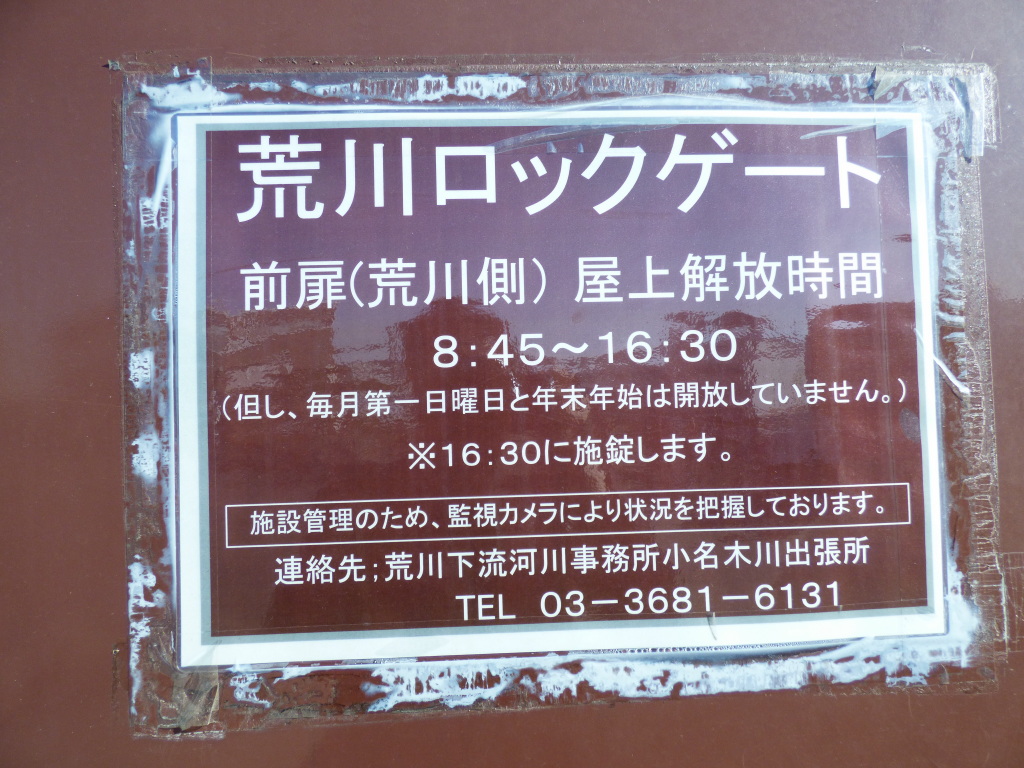 荒川ロックゲート
前扉(荒川側) 屋上解放時間
8:45～16:30
(但し、毎月第一日曜日と年末年始は開放していません。)
※16:30に施錠します。
施設管理のため、監視カメラにより状況を把握しております。
連絡先;荒川下流河川事務所小名木川出張所
TEL 03－3681－6131